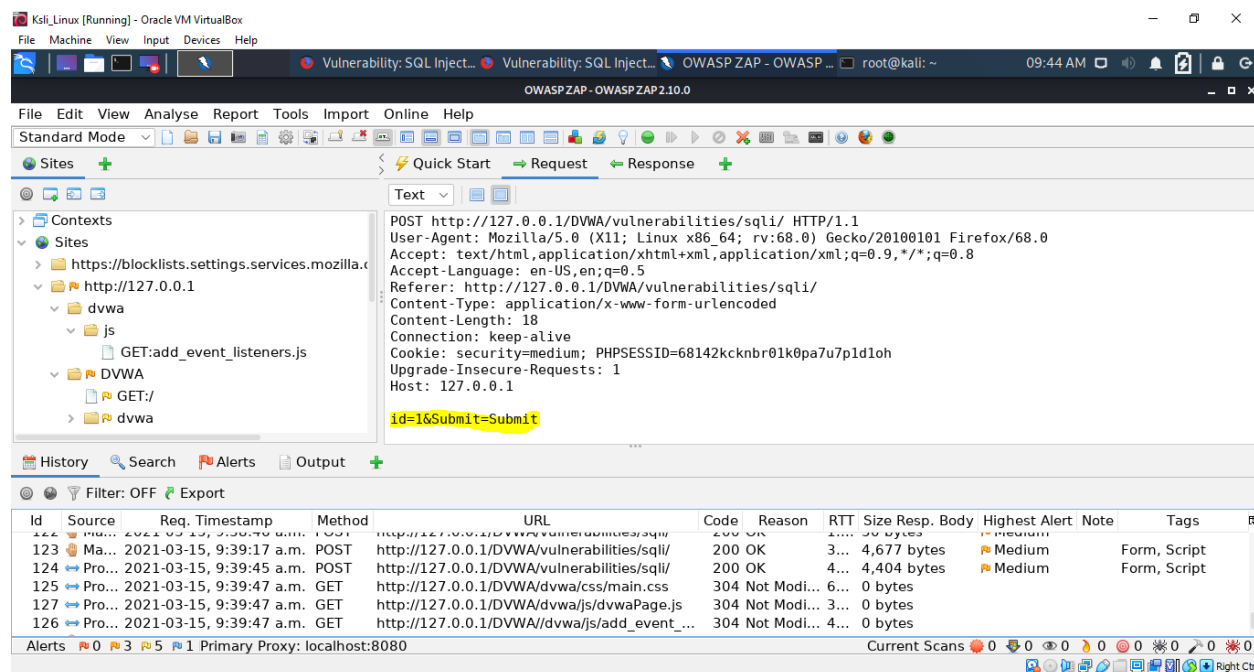 Ksli_Linux [Running] - Oracle VM VirtualBox
File Machine View Input Devices Help
Vulnerability: SQL Inject... Vulnerability: SQL Inject... OWASP ZAP - OWASP ... root@kali: ~ 09:44 AM
OWASP ZAP - OWASP ZAP 2.10.0
File Edit View Analyse Report Tools Import Online Help
Standard Mode
Sites Quick Start Request Response
Text
Contexts
Sites
https://blocklists.settings.services.mozilla.c
http://127.0.0.1
dvwa
js
GET:add_event_listeners.js
DVWA
GET:/
dvwa
POST http://127.0.0.1/DVWA/vulnerabilities/sqli/ HTTP/1.1
User-Agent: Mozilla/5.0 (X11; Linux x86_64; rv:68.0) Gecko/20100101 Firefox/68.0
Accept: text/html,application/xhtml+xml,application/xml;q=0.9,*/*;q=0.8
Accept-Language: en-US,en;q=0.5
Referer: http://127.0.0.1/DVWA/vulnerabilities/sqli/
Content-Type: application/x-www-form-urlencoded
Content-Length: 18
Connection: keep-alive
Cookie: security=medium; PHPSESSID=68142kcknbr01k0pa7u7p1d1oh
Upgrade-Insecure-Requests: 1
Host: 127.0.0.1
id=1&Submit=Submit
History Search Alerts Output
Filter: OFF Export
Id Source Req. Timestamp Method URL Code Reason RTT Size Resp. Body Highest Alert Note Tags
123 Ma... 2021-03-15, 9:39:17 a.m. POST http://127.0.0.1/DVWA/vulnerabilities/sqli/ 200 OK 3... 4,677 bytes Medium Form, Script
124 Pro... 2021-03-15, 9:39:45 a.m. POST http://127.0.0.1/DVWA/vulnerabilities/sqli/ 200 OK 4... 4,404 bytes Medium Form, Script
125 Pro... 2021-03-15, 9:39:47 a.m. GET http://127.0.0.1/DVWA/dvwa/css/main.css 304 Not Modi... 6... 0 bytes
127 Pro... 2021-03-15, 9:39:47 a.m. GET http://127.0.0.1/DVWA/dvwa/js/dvwaPage.js 304 Not Modi... 3... 0 bytes
126 Pro... 2021-03-15, 9:39:47 a.m. GET http://127.0.0.1/DVWA//dvwa/js/add_event_... 304 Not Modi... 4... 0 bytes
Alerts 0 3 5 1 Primary Proxy: localhost:8080 Current Scans 0 0 0 0 0 0 0 0
Right Ct